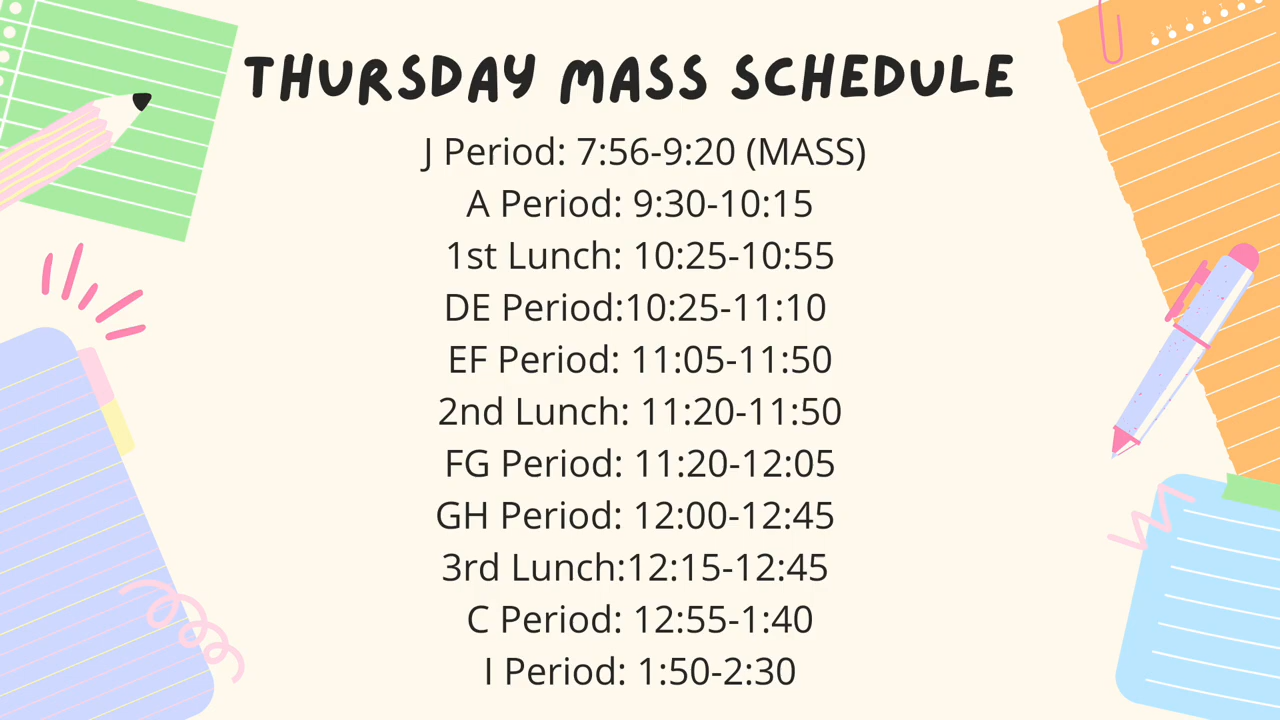 THURSDAY MASS SCHEDULE
J Period: 7:56-9:20 (MASS)
A Period: 9:30-10:15
1st Lunch: 10:25-10:55
DE Period:10:25-11:10
EF Period: 11:05-11:50
2nd Lunch: 11:20-11:50
FG Period: 11:20-12:05
GH Period: 12:00-12:45
3rd Lunch:12:15-12:45
C Period: 12:55-1:40
I Period: 1:50-2:30